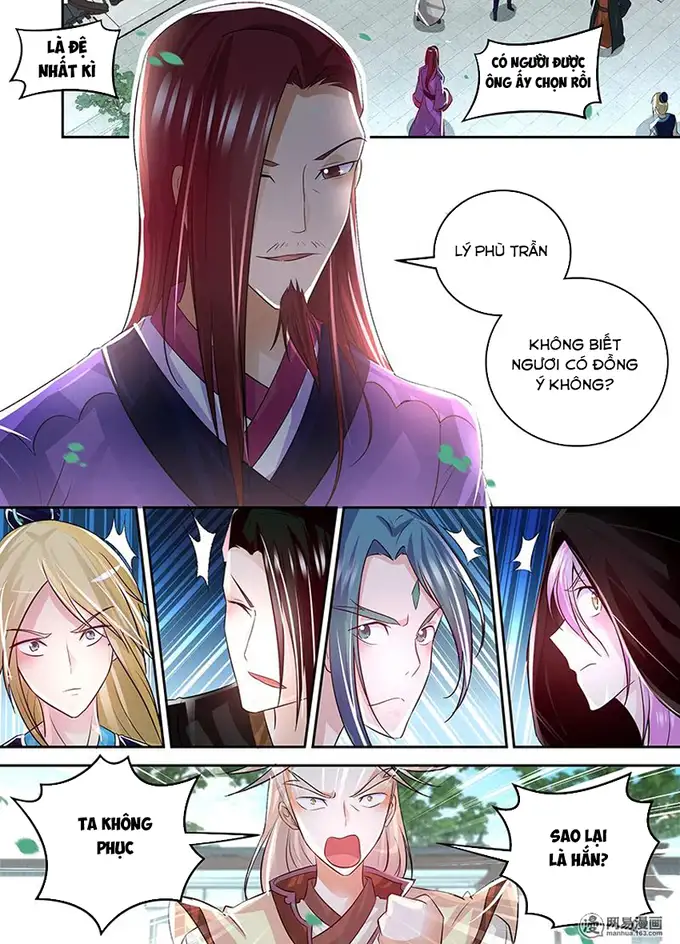 LÀ ĐỆ
NHẤT KÌ
CÓ NGƯỜI ĐƯỢC
ÔNG ẤY CHỌN RỒI
LÝ PHÙ TRẦN
KHÔNG BIẾT
NGƯƠI CÓ ĐỒNG
Ý KHÔNG?
TA KHÔNG
PHỤC
SAO LẠI
LÀ HẮN?
网易漫画
manhua.163.com